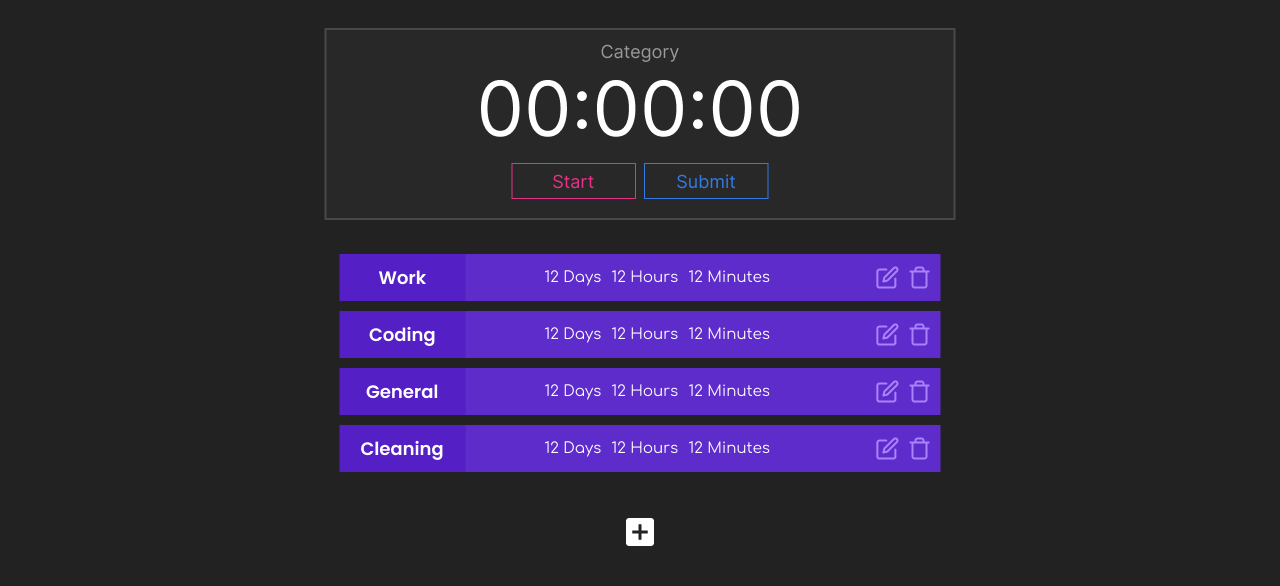 Category
00:00:00
Start Submit
Work 12 Days 12 Hours 12 Minutes
Coding 12 Days 12 Hours 12 Minutes
General 12 Days 12 Hours 12 Minutes
Cleaning 12 Days 12 Hours 12 Minutes